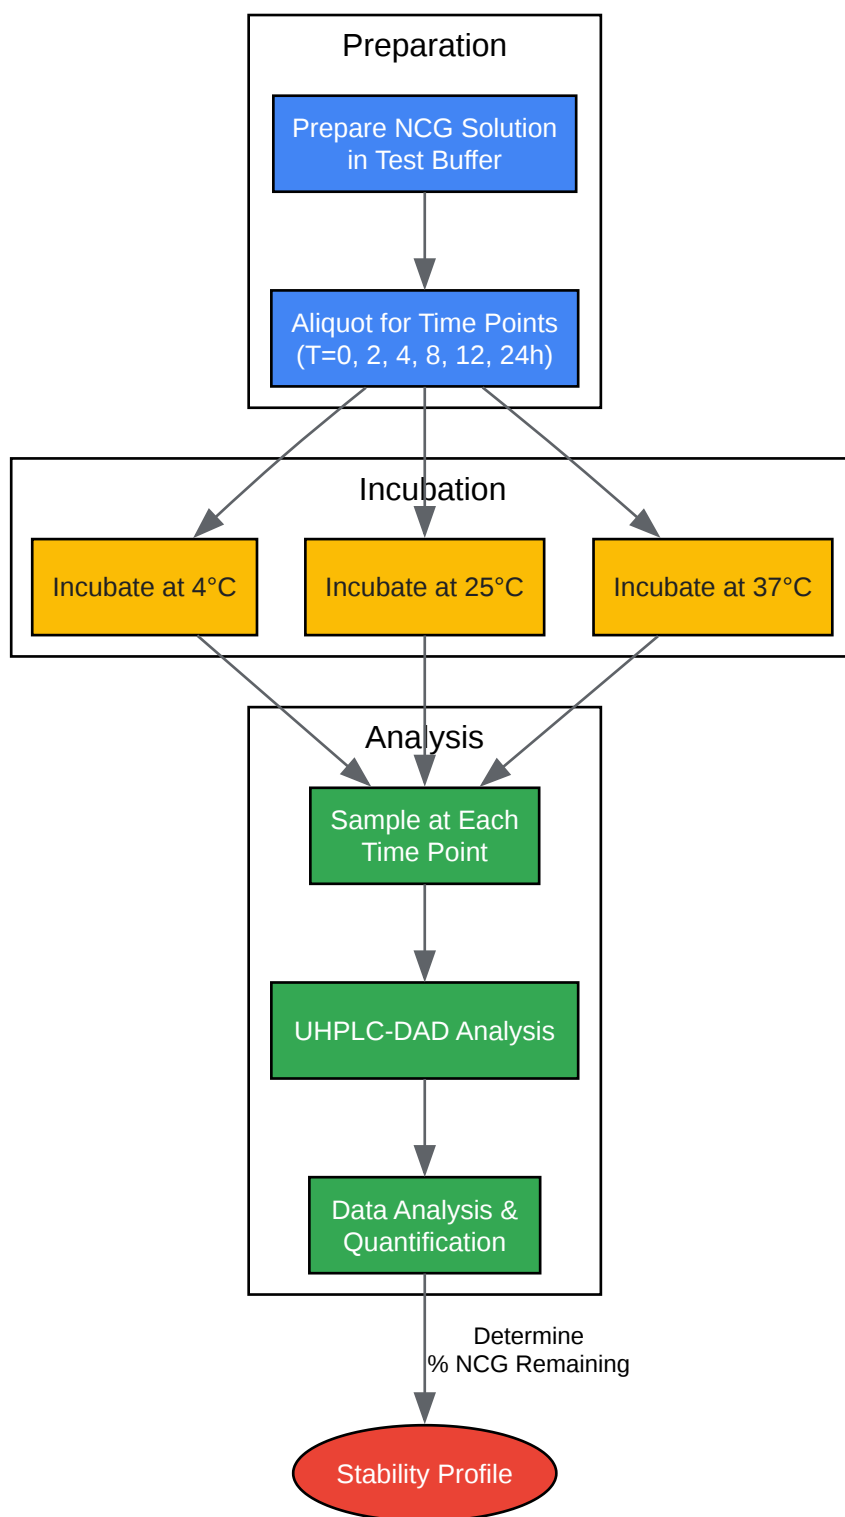 Preparation
Prepare NCG Solution
in Test Buffer
Aliquot for Time Points
(T=0, 2, 4, 8, 12, 24h)
Incubation
Incubate at 4°C
Incubate at 25°C
Incubate at 37°C
Analysis
Sample at Each
Time Point
UHPLC-DAD Analysis
Data Analysis &
Quantification
Determine
% NCG Remaining
Stability Profile